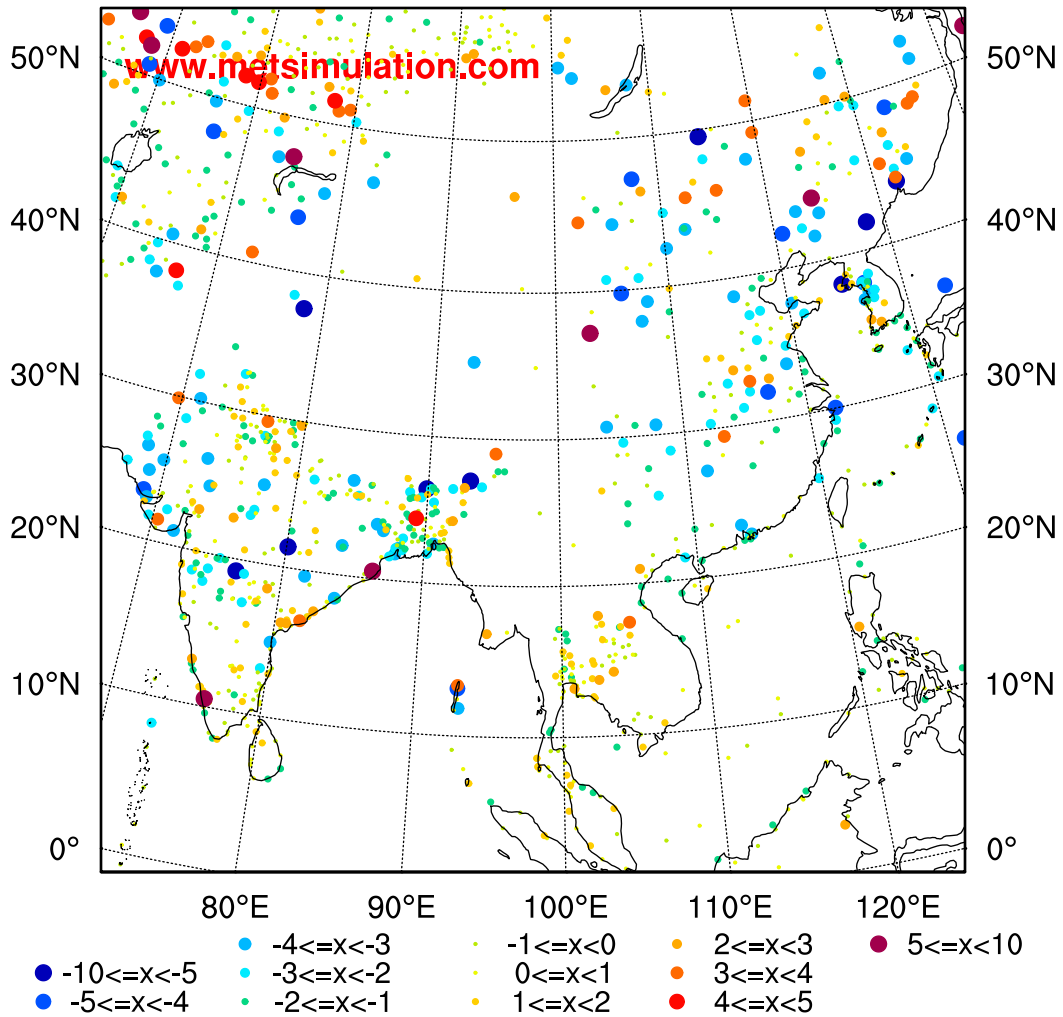 50°N 50°N
www.metsimulation.com
40°N 40°N
30°N 30°N
20°N 20°N
10°N 10°N
0° 0°
80°E 90°E 100°E 110°E 120°E
-4<=x<-3 -1<=x<0 2<=x<3 5<=x<10
-10<=x<-5 -3<=x<-2 0<=x<1 3<=x<4
-5<=x<-4 -2<=x<-1 1<=x<2 4<=x<5